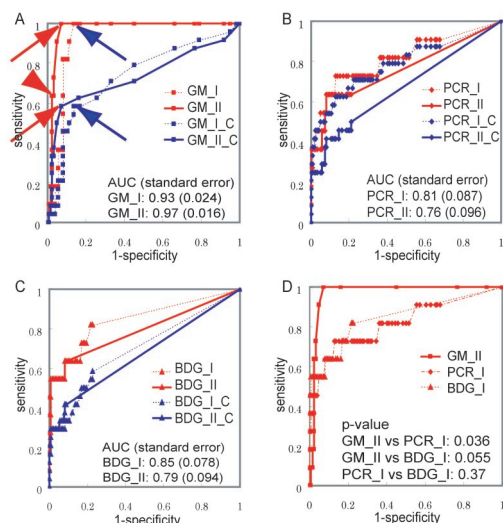 A
1
0.8
0.6
0.4
0.2
0
sensitivity
GM_I
GM_II
GM_I_C
GM_II_C
AUC (standard error)
GM_I: 0.93 (0.024)
GM_II: 0.97 (0.016)
0 0.2 0.4 0.6 0.8 1
1-specificity
B
1
0.8
0.6
0.4
0.2
0
sensitivity
PCR_I
PCR_II
PCR_I_C
PCR_II_C
AUC (standard error)
PCR_I: 0.81 (0.087)
PCR_II: 0.76 (0.096)
0 0.2 0.4 0.6 0.8 1
1-specificity
C
1
0.8
0.6
0.4
0.2
0
sensitivity
BDG_I
BDG_II
BDG_I_C
BDG_II_C
AUC (standard error)
BDG_I: 0.85 (0.078)
BDG_II: 0.79 (0.094)
0 0.2 0.4 0.6 0.8 1
1-specificity
D
1
0.8
0.6
0.4
0.2
0
sensitivity
GM_II
PCR_I
BDG_I
p-value
GM_II vs PCR_I: 0.036
GM_II vs BDG_I: 0.055
PCR_I vs BDG_I: 0.37
0 0.2 0.4 0.6 0.8 1
1-specificity